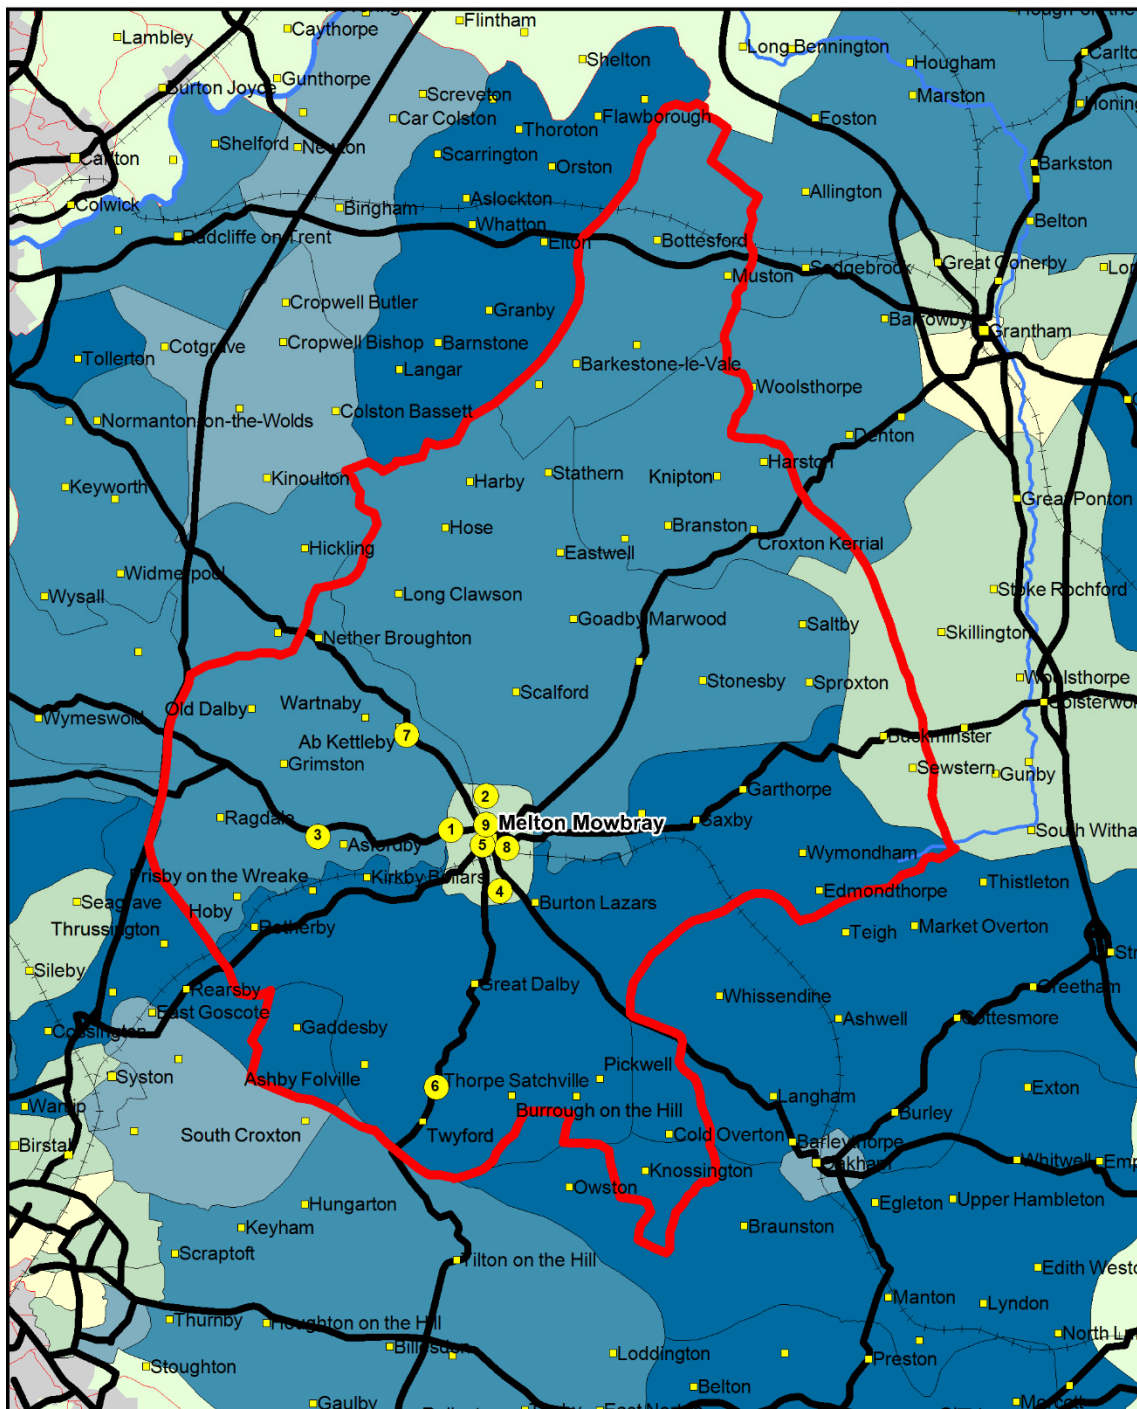 Flintham
Lambley
Caythorpe
Long Bennington
Hougham
Shelton
Gunthorpe
Burton Joyce
Screveton
Marston
Car Colston
Flawborough
Foston
Thoroton
Shelford
Newton
Carlton
Scarrington
Orston
Barkston
Aslockton
Allington
Colwick
Bingham
Whatton
Belton
Radcliffe on Trent
Elton
Bottesford
Muston
Sedgebrook
Great Gonerby
Cropwell Butler
Granby
Barrowby
Grantham
Cotgrave
Cropwell Bishop
Barnstone
Tollerton
Langar
Barkestone-le-Vale
Woolsthorpe
Colston Bassett
Normanton-on-the-Wolds
Denton
Kinoulton
Harby
Stathern
Knipton
Harston
Keyworth
Great Ponton
Hose
Branston
Hickling
Eastwell
Croxton Kerrial
Widmerpool
Wysall
Long Clawson
Stoke Rochford
Goadby Marwood
Saltby
Skillington
Nether Broughton
Scalford
Stonesby
Sproxton
Woolsthorpe
Wymeswold
Old Dalby
Wartnaby
Ab Kettleby
7
Buckminster
Grimston
Sewstern
Gunby
2
Garthorpe
Ragdale
3
Asfordby
1
9
Melton Mowbray
Saxby
5
8
Wymondham
Frisby on the Wreake
Kirkby Bellars
4
Edmondthorpe
Thistleton
Seagrave
Hoby
Burton Lazars
Thrussington
Rotherby
Teigh
Market Overton
Sileby
Rearsby
Great Dalby
Whissendine
Greetham
East Goscote
Gaddesby
Ashwell
Cottesmore
Cossington
Pickwell
Syston
Ashby Folville
6
Thorpe Satchville
Exton
Langham
Burley
Burrough on the Hill
South Croxton
Twyford
Cold Overton
Barleythorpe
Oakham
Whitwell
Knossington
Owston
Egleton
Upper Hambleton
Hungarton
Keyham
Braunston
Scraptoft
Tilton on the Hill
Manton
Lyndon
Thurnby
Houghton on the Hill
Billesdon
Loddington
Preston
Stoughton
Belton
Gaulby